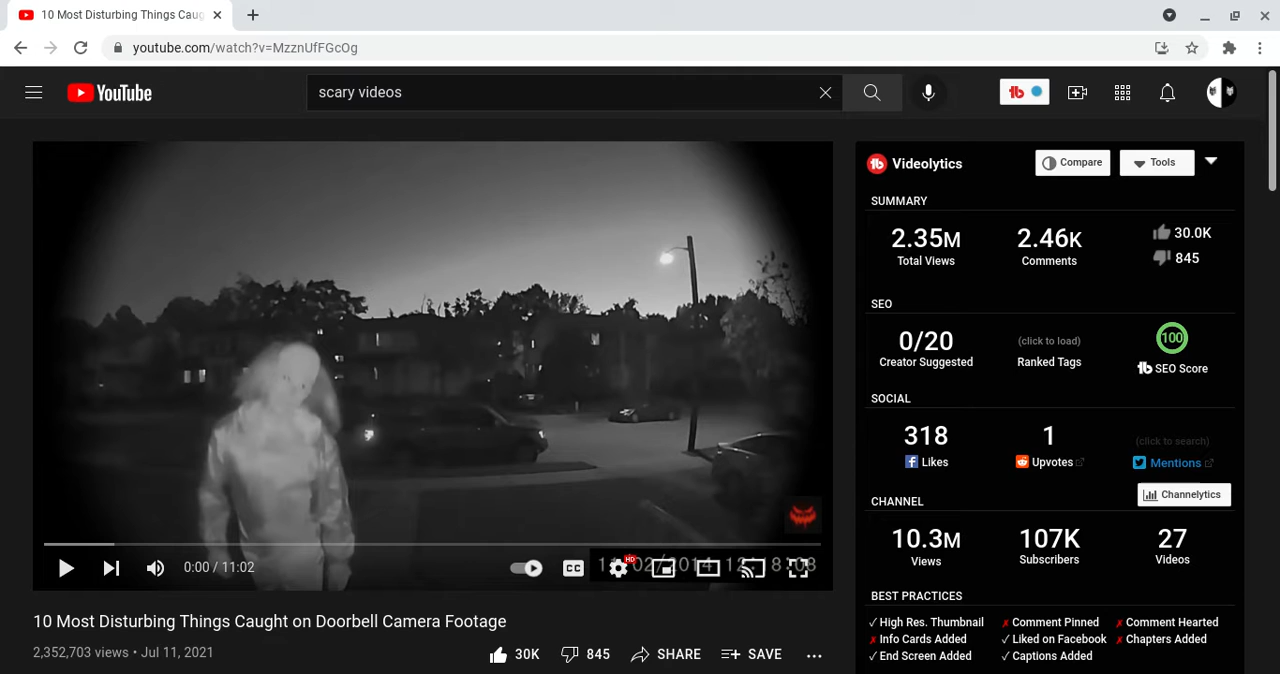 10 Most Disturbing Things Caug
youtube.com/watch?v=MzznUfFGcOg
YouTube
scary videos
Videolytics
Compare
Tools
SUMMARY
2.35M
2.46K
30.0K
Total Views
Comments
845
SEO
0/20
(click to load)
100
Creator Suggested
Ranked Tags
SEO Score
SOCIAL
318
1
(click to search)
Likes
Upvotes
Mentions
CHANNEL
Channelytics
10.3M
107K
27
Views
Subscribers
Videos
BEST PRACTICES
✓ High Res. Thumbnail
✗ Comment Pinned
✗ Comment Hearted
✗ Info Cards Added
✓ Liked on Facebook
✗ Chapters Added
✓ End Screen Added
✓ Captions Added
0:00 / 11:02
CC
HD
10 Most Disturbing Things Caught on Doorbell Camera Footage
2,352,703 views • Jul 11, 2021
30K
845
SHARE
SAVE